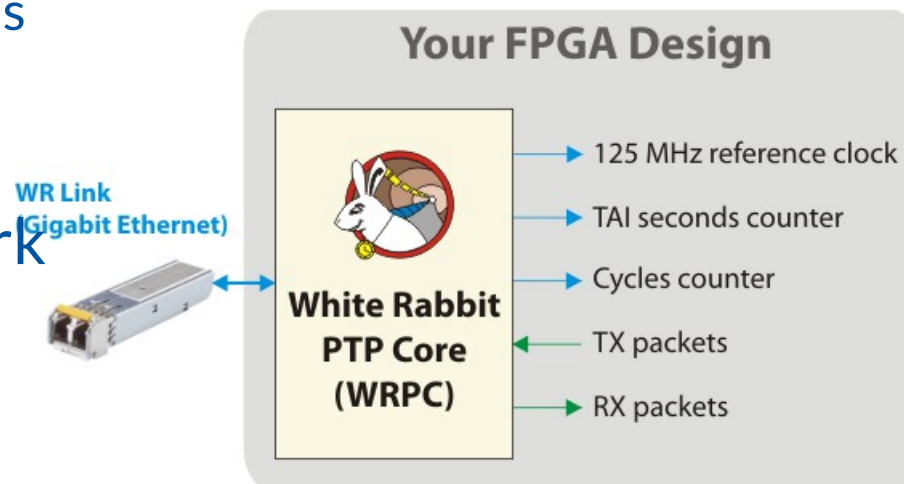 s
Your FPGA Design
125 MHz reference clock
WR Link
(Gigabit Ethernet)
rk
TAI seconds counter
Cycles counter
White Rabbit
PTP Core
(WRPC)
TX packets
RX packets